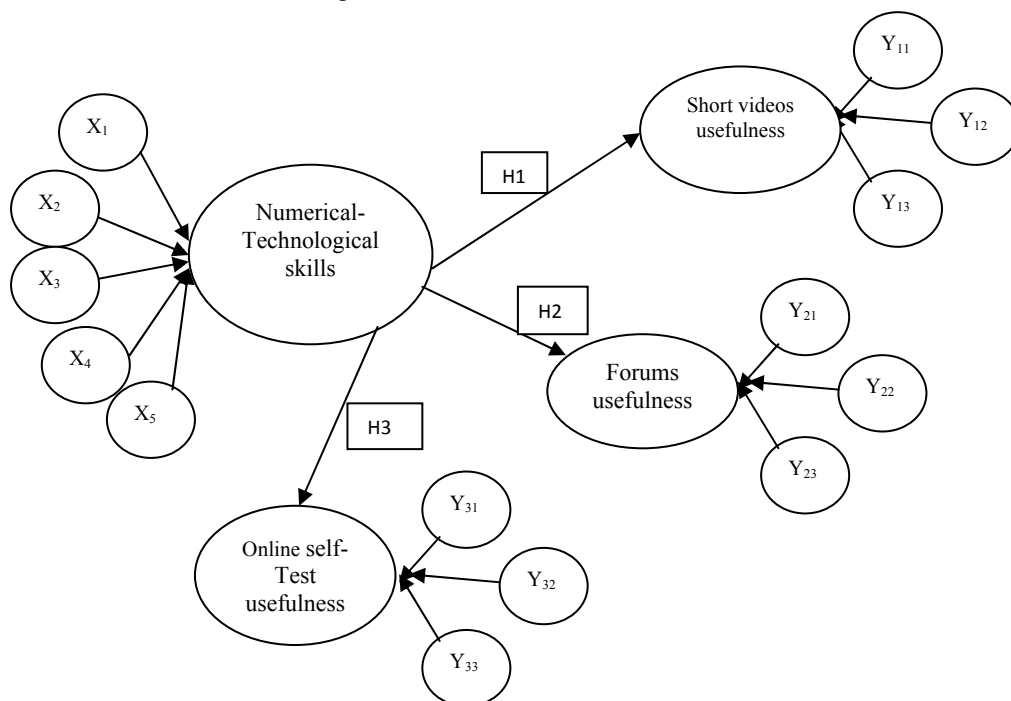 Y₁₁
Short videos
usefulness
Y₁₂
X₁
H1
X₂
Numerical-
Technological
skills
Y₁₃
X₃
H2
Y₂₁
X₄
Forums
usefulness
Y₂₂
X₅
H3
Y₂₃
Y₃₁
Online self-
Test
usefulness
Y₃₂
Y₃₃